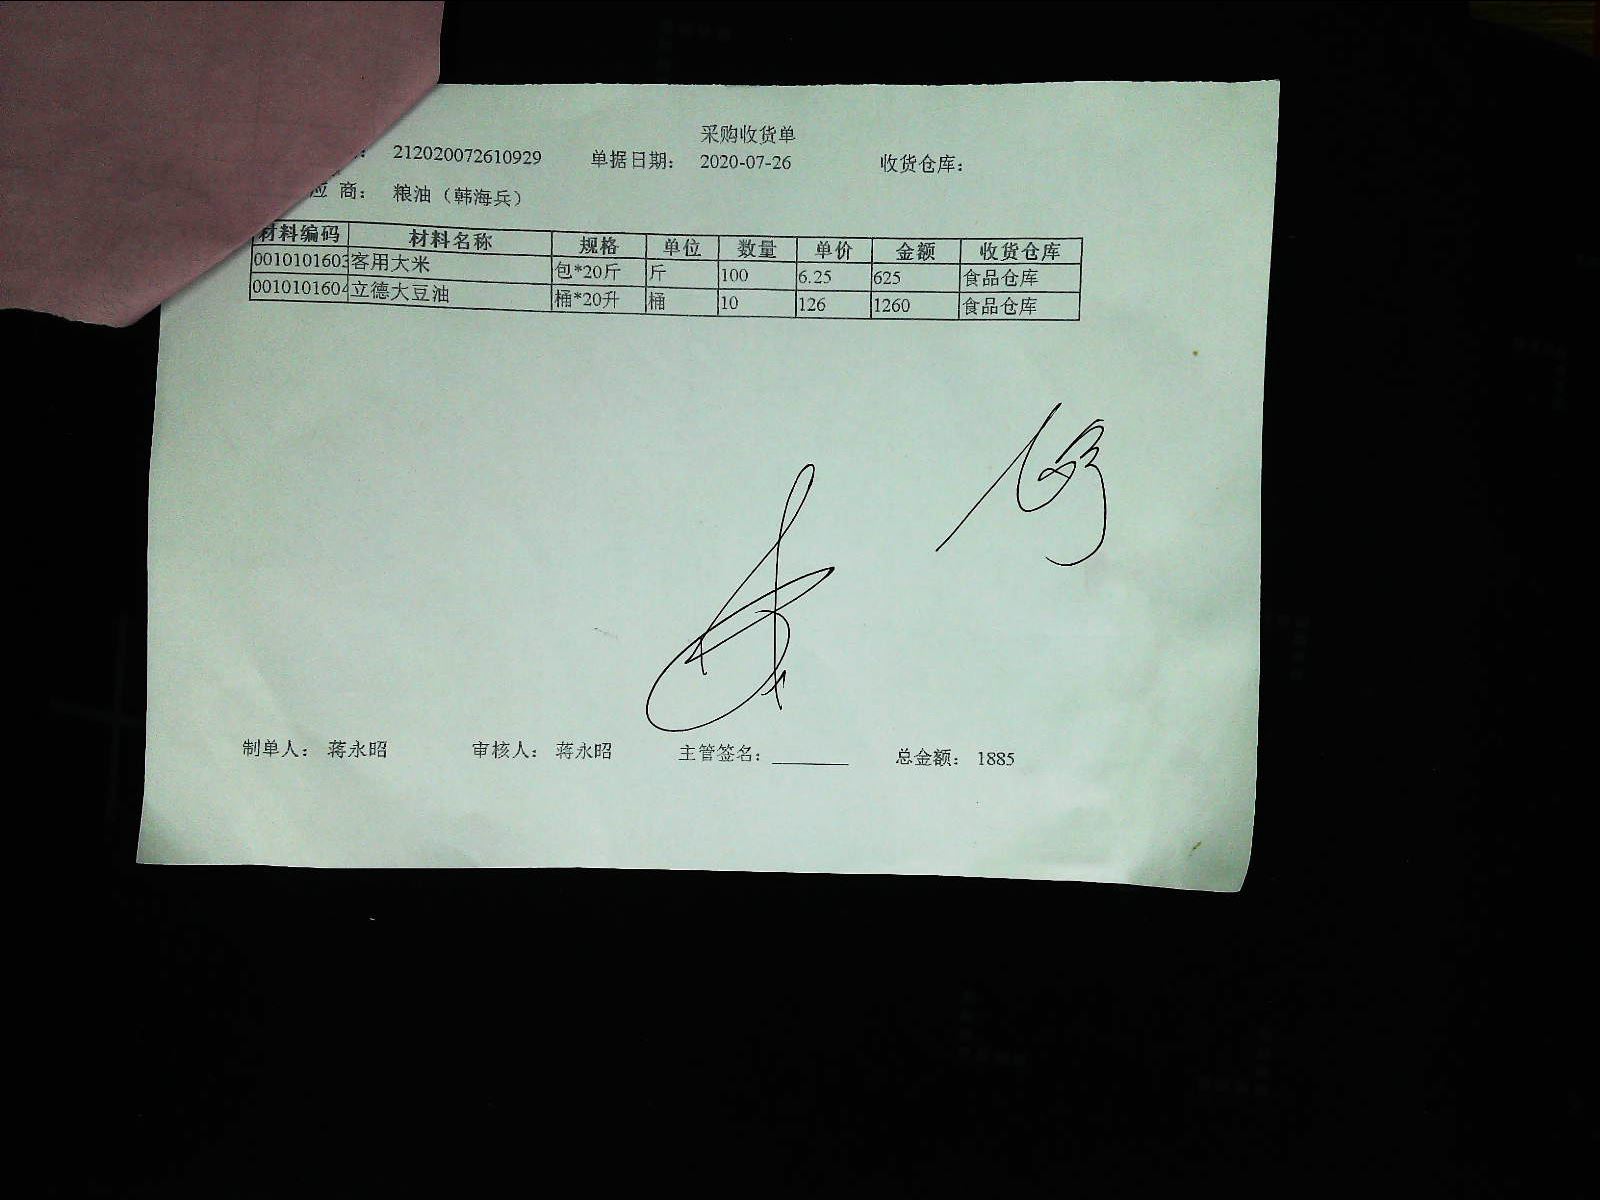 采购收货单
: 212020072610929 单据日期: 2020-07-26 收货仓库:
应 商: 粮油（韩海兵）
材料编码 材料名称 规格 单位 数量 单价 金额 收货仓库
0010101603 客用大米 包*20斤 斤 100 6.25 625 食品仓库
0010101604 立德大豆油 桶*20升 桶 10 126 1260 食品仓库
制单人: 蒋永昭 审核人: 蒋永昭 主管签名: 总金额: 1885